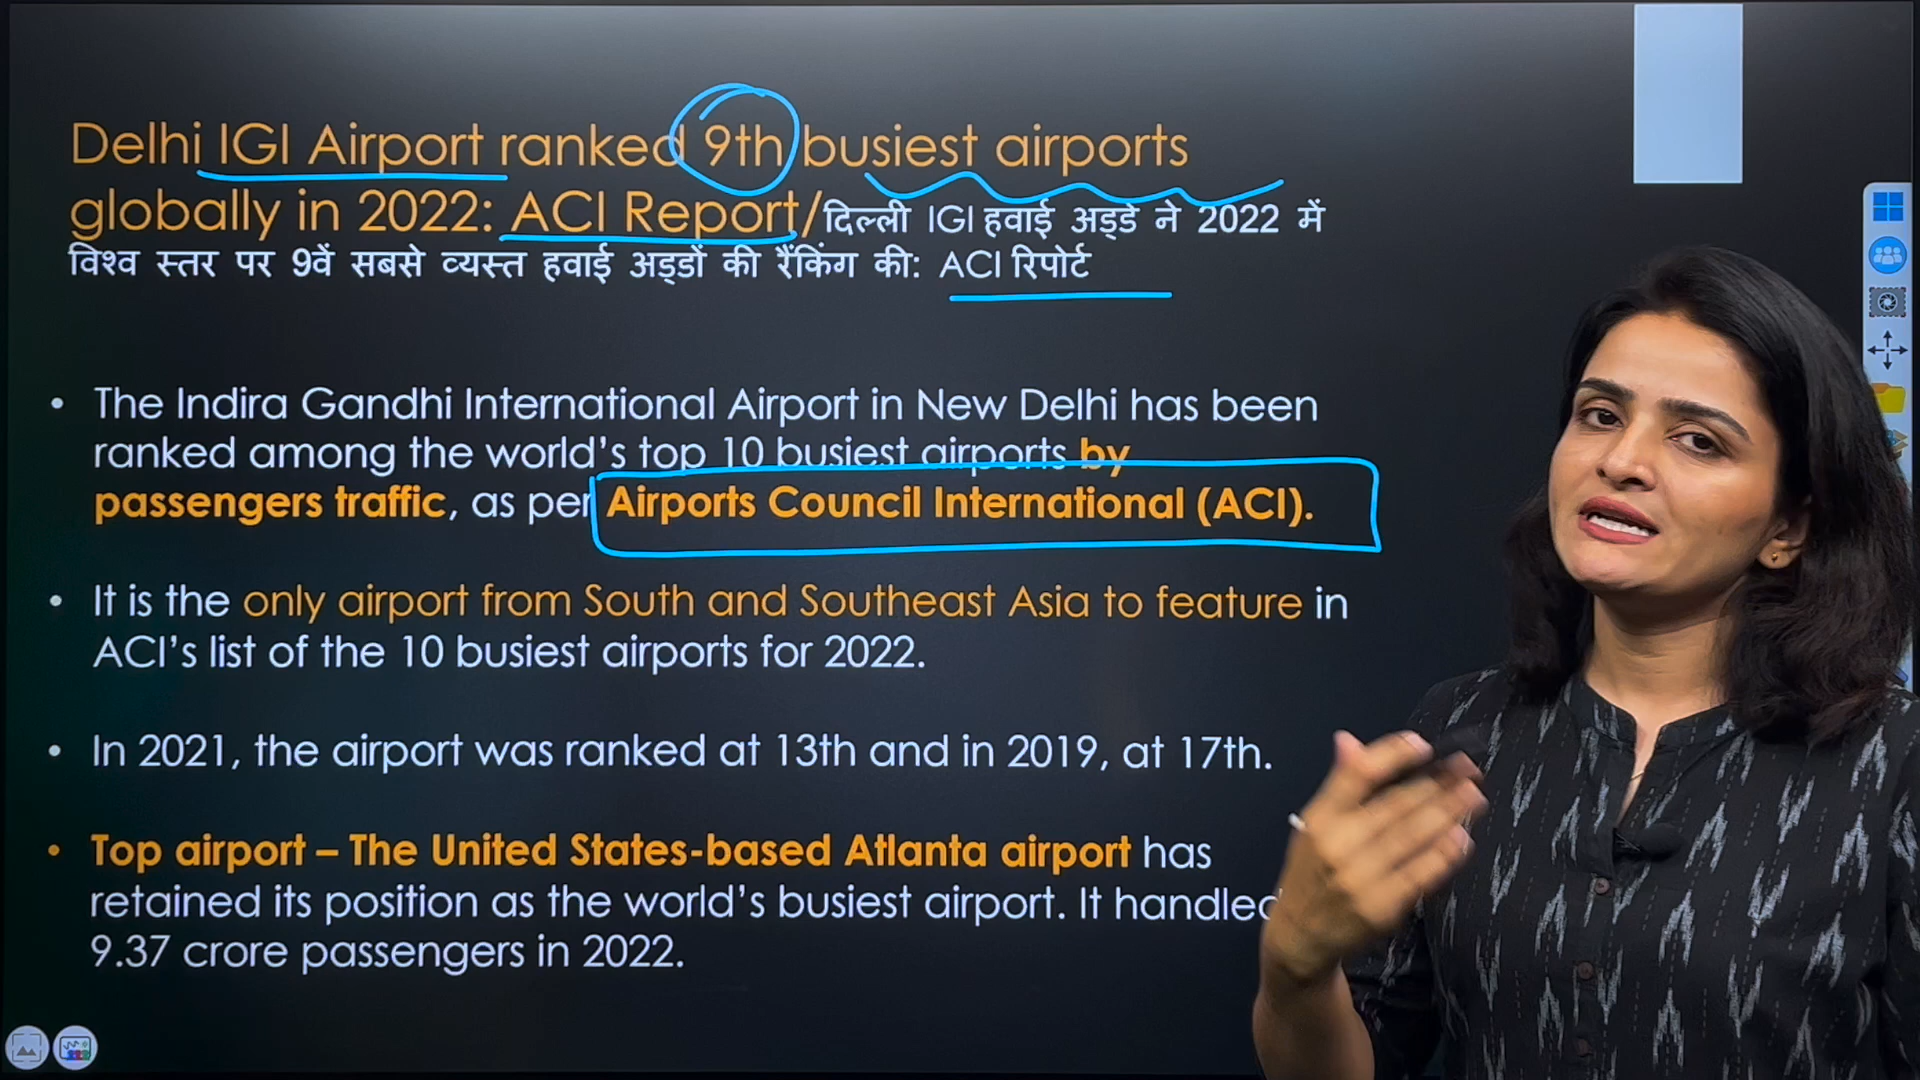 Delhi IGI Airport ranked 9th busiest airports
globally in 2022: ACI Report/दिल्ली IGI हवाई अड्डे ने 2022 में
विश्व स्तर पर 9वें सबसे व्यस्त हवाई अड्डों की रैंकिंग की: ACI रिपोर्ट
• The Indira Gandhi International Airport in New Delhi has been
ranked among the world's top 10 busiest airports by
passengers traffic, as per Airports Council International (ACI).
• It is the only airport from South and Southeast Asia to feature in
ACI's list of the 10 busiest airports for 2022.
• In 2021, the airport was ranked at 13th and in 2019, at 17th.
• Top airport – The United States-based Atlanta airport has
retained its position as the world's busiest airport. It handled
9.37 crore passengers in 2022.